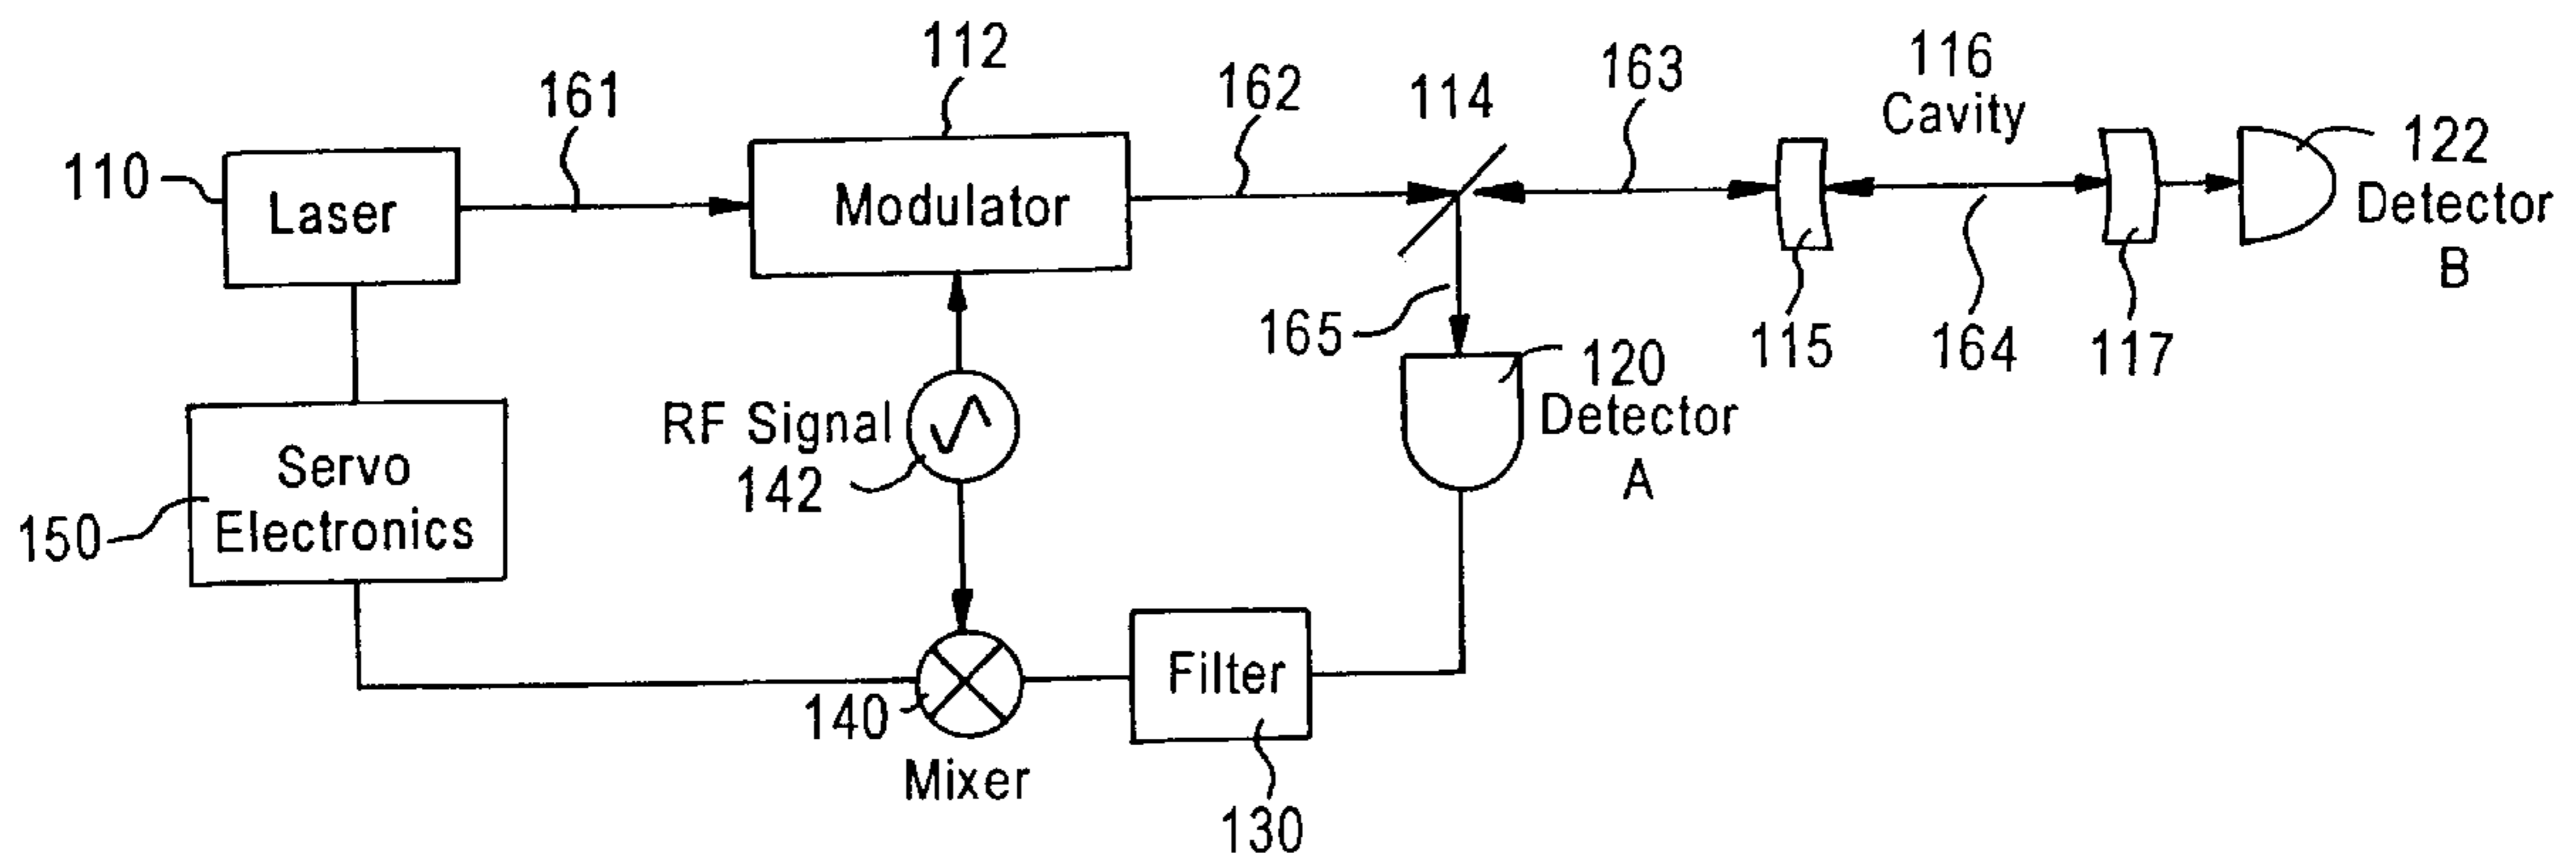 112
116
163
161
162
114
Cavity
122
110
Laser
Modulator
Detector
B
165
115
164
117
120
RF Signal
142
Detector
A
Servo
Electronics
150
Filter
140
Mixer
130